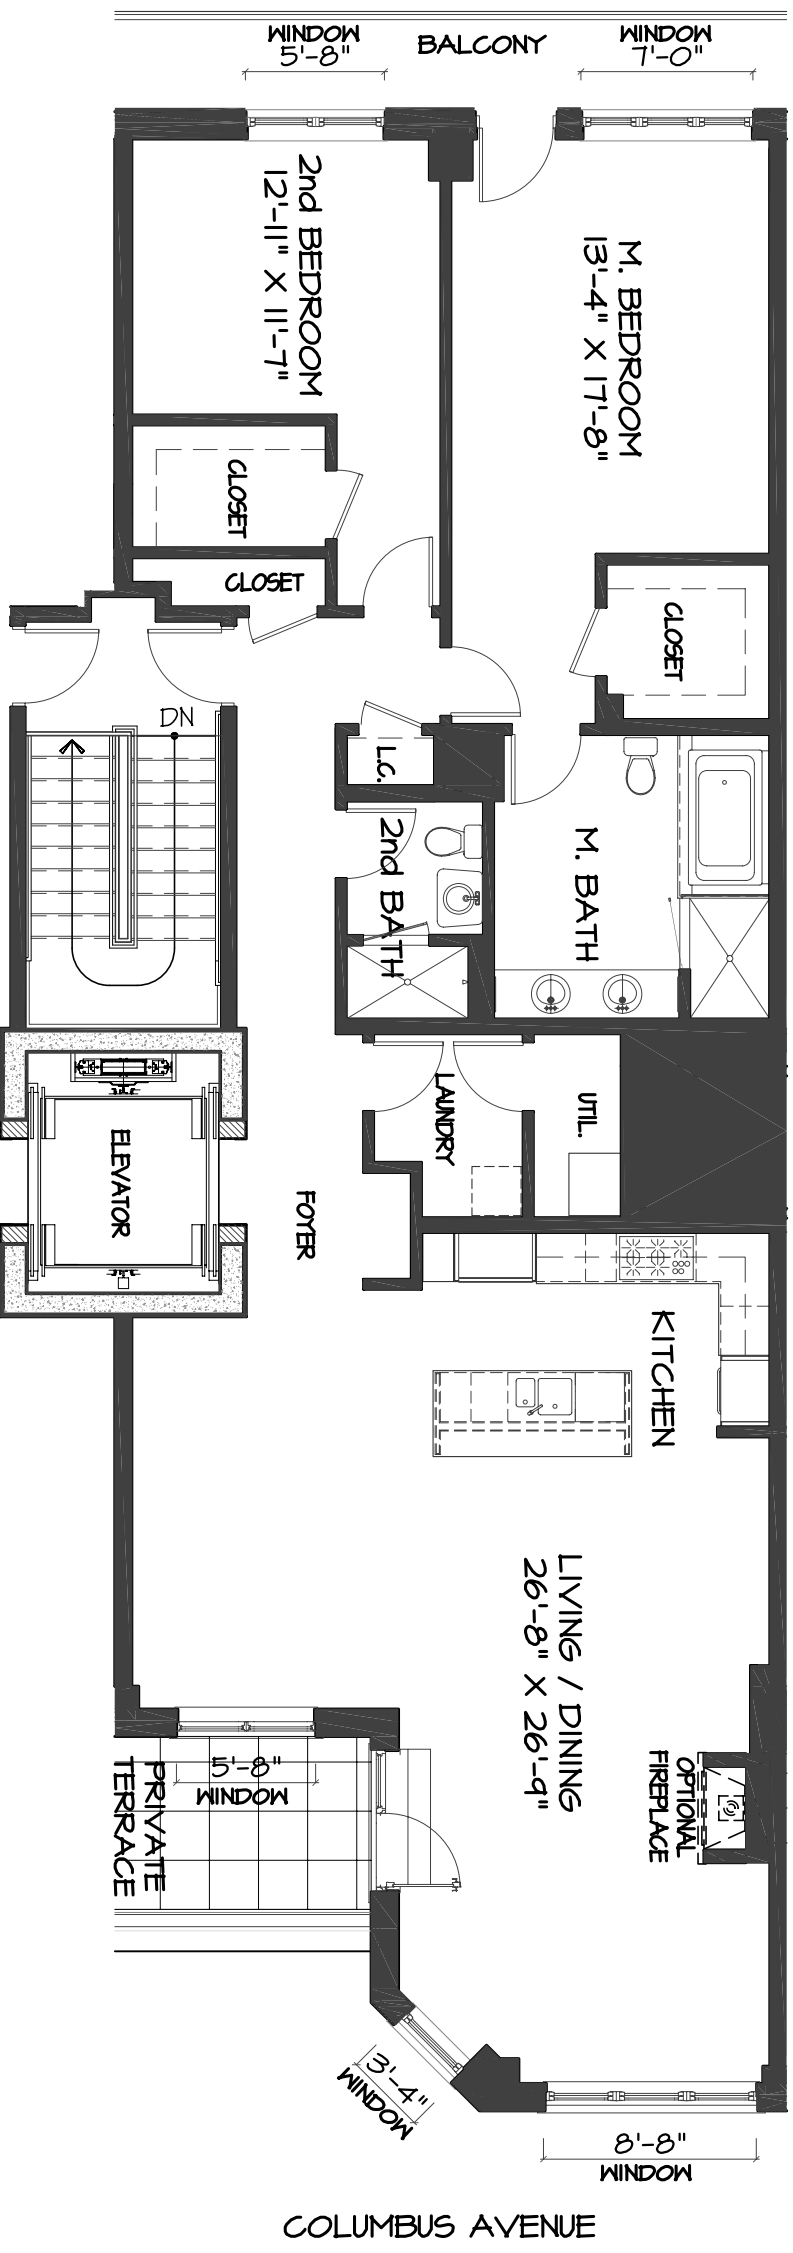 WINDOW
5'-8"
BALCONY
WINDOW
7'-0"
2nd BEDROOM
12'-11" X 11'-7"
M. BEDROOM
13'-4" X 17'-8"
CLOSET
CLOSET
CLOSET
DN
L.C.
2nd BATH
M. BATH
LAUNDRY
UTIL.
ELEVATOR
FOYER
KITCHEN
LIVING / DINING
26'-8" X 26'-9"
OPTIONAL
FIREPLACE
5'-8"
WINDOW
PRIVATE
TERRACE
3'-4"
WINDOW
8'-8"
WINDOW
COLUMBUS AVENUE